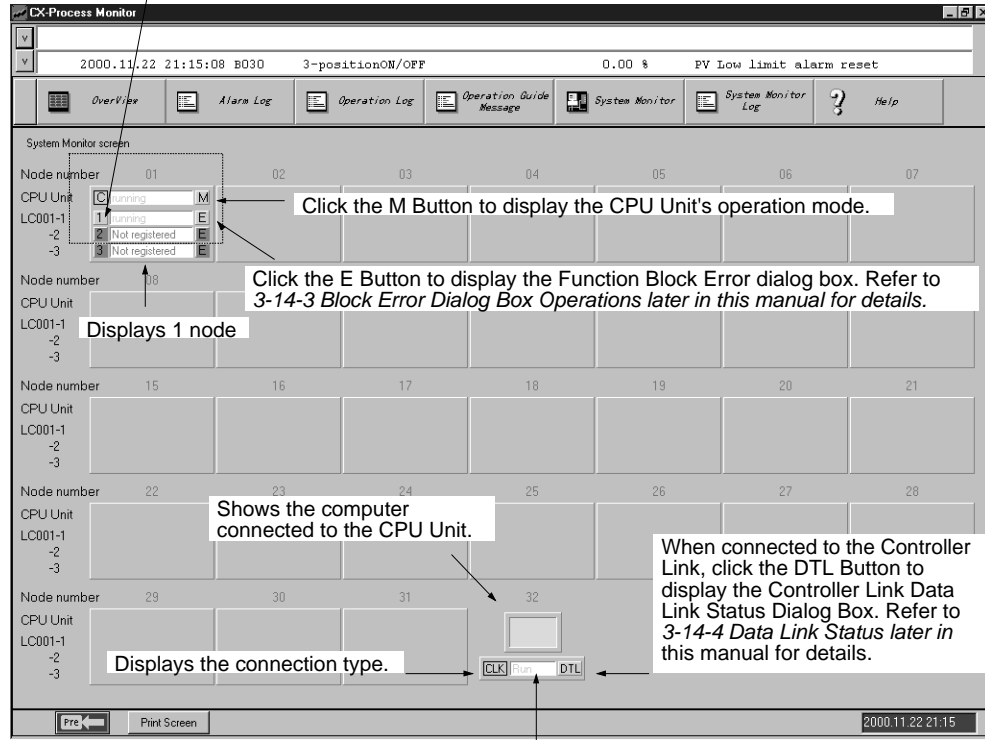 CX-Process Monitor
2000.11.22 21:15:08 B030 3-positionON/OFF 0.00 % PV Low limit alarm reset
OverView Alarm Log Operation Log Operation Guide Message System Monitor System Monitor Log Help
System Monitor screen
Node number 01 02 03 04 05 06 07
CPU Unit C running M
Click the M Button to display the CPU Unit's operation mode.
LC001-1 1 running E
-2 2 Not registered E
-3 3 Not registered E
Click the E Button to display the Function Block Error dialog box. Refer to
3-14-3 Block Error Dialog Box Operations later in this manual for details.
Node number 08
CPU Unit
LC001-1
-2
-3
Displays 1 node
Node number 15 16 17 18 19 20 21
CPU Unit
LC001-1
-2
-3
Node number 22 23 24 25 26 27 28
CPU Unit
LC001-1
-2
-3
Shows the computer
connected to the CPU Unit.
When connected to the Controller
Link, click the DTL Button to
display the Controller Link Data
Link Status Dialog Box. Refer to
3-14-4 Data Link Status later in
this manual for details.
Node number 29 30 31 32
CPU Unit
LC001-1
-2
-3
Displays the connection type.
CLK Run DTL
Pre Print Screen 2000.11.22 21:15